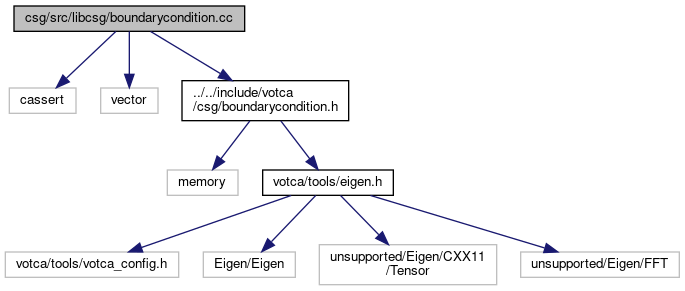 csg/src/libcsg/boundarycondition.cc
cassert
vector
../../include/votca
/csg/boundarycondition.h
memory
votca/tools/eigen.h
votca/tools/votca_config.h
Eigen/Eigen
unsupported/Eigen/CXX11
/Tensor
unsupported/Eigen/FFT